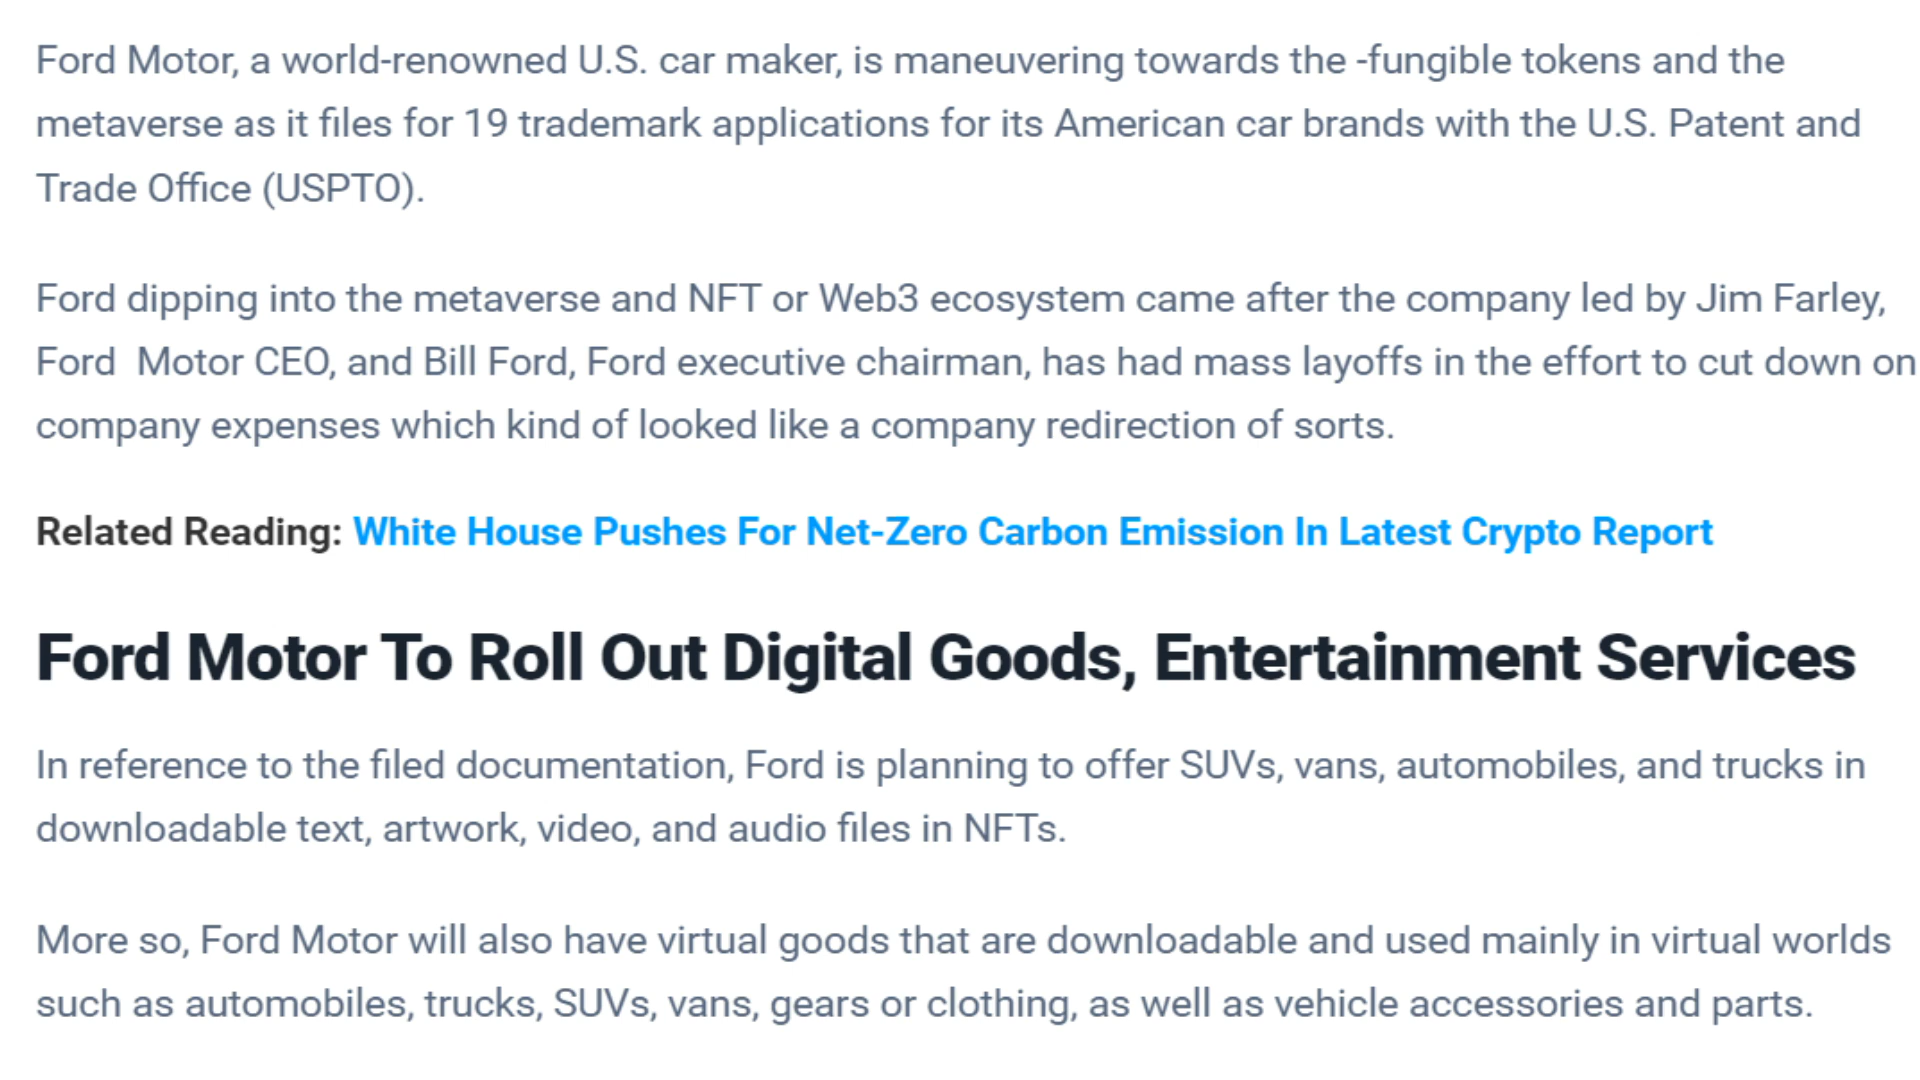 Ford Motor, a world-renowned U.S. car maker, is maneuvering towards the -fungible tokens and the
metaverse as it files for 19 trademark applications for its American car brands with the U.S. Patent and
Trade Office (USPTO).
Ford dipping into the metaverse and NFT or Web3 ecosystem came after the company led by Jim Farley,
Ford  Motor CEO, and Bill Ford, Ford executive chairman, has had mass layoffs in the effort to cut down on
company expenses which kind of looked like a company redirection of sorts.
Related Reading: White House Pushes For Net-Zero Carbon Emission In Latest Crypto Report
Ford Motor To Roll Out Digital Goods, Entertainment Services
In reference to the filed documentation, Ford is planning to offer SUVs, vans, automobiles, and trucks in
downloadable text, artwork, video, and audio files in NFTs.
More so, Ford Motor will also have virtual goods that are downloadable and used mainly in virtual worlds
such as automobiles, trucks, SUVs, vans, gears or clothing, as well as vehicle accessories and parts.